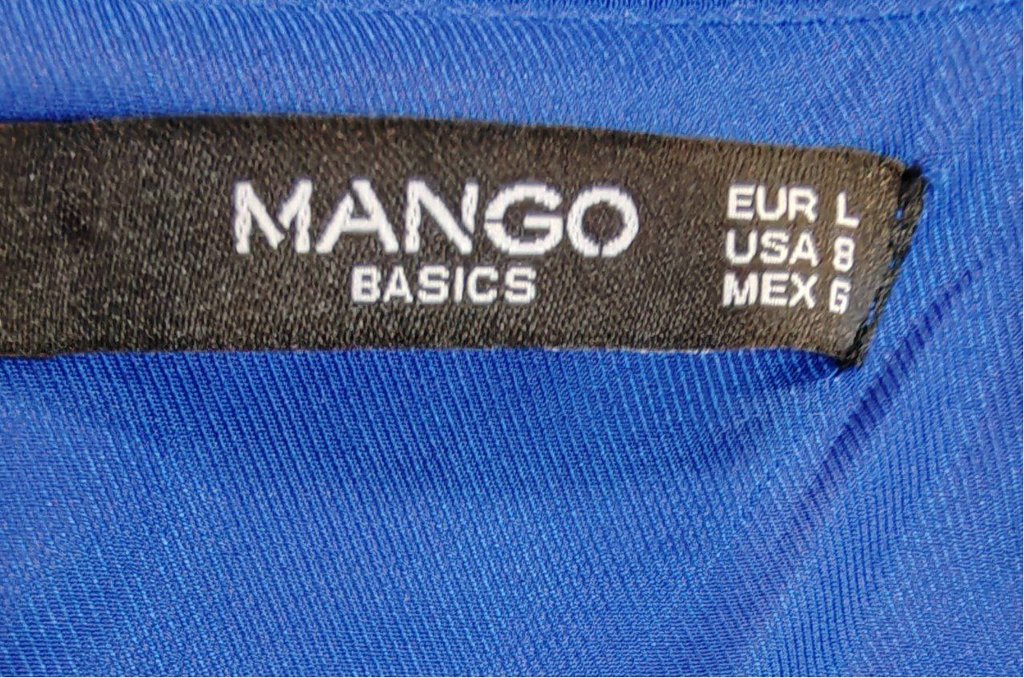 MANGO
BASICS
EUR L
USA 8
MEX G